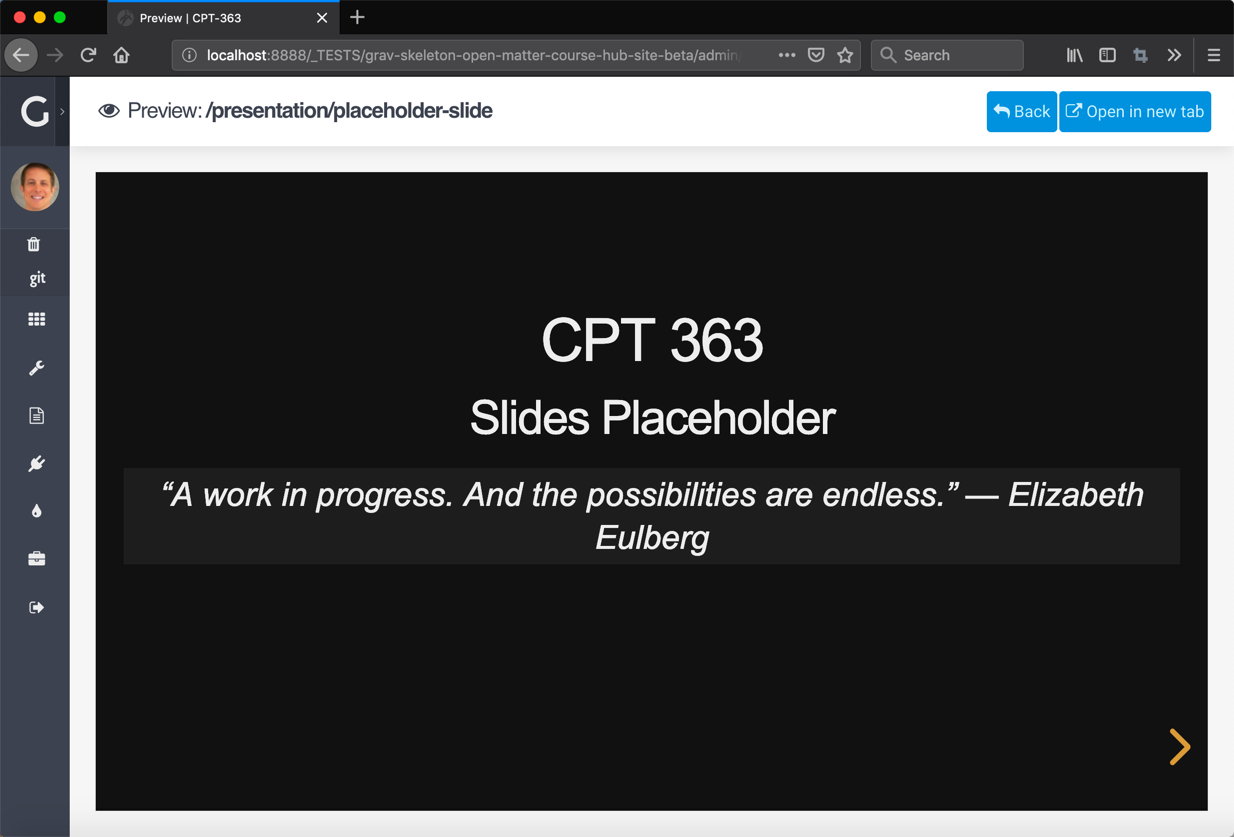 Preview | CPT-363
localhost:8888/_TESTS/grav-skeleton-open-matter-course-hub-site-beta/admin
Search
Preview: /presentation/placeholder-slide
Back
Open in new tab
git
CPT 363
Slides Placeholder
“A work in progress. And the possibilities are endless.” — Elizabeth
Eulberg